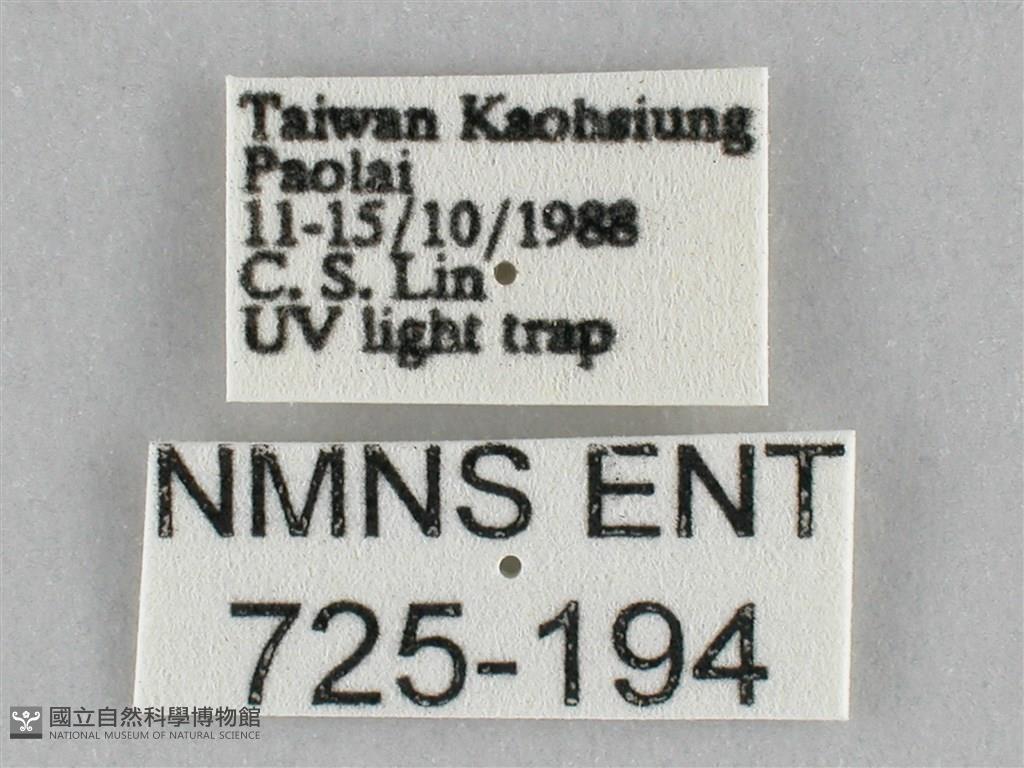 Taiwan Kaohsiung
Paolai
11-15/10/1988
C. S. Lin
UV light trap
NMNS ENT
725-194
國立自然科學博物館
NATIONAL MUSEUM OF NATURAL SCIENCE